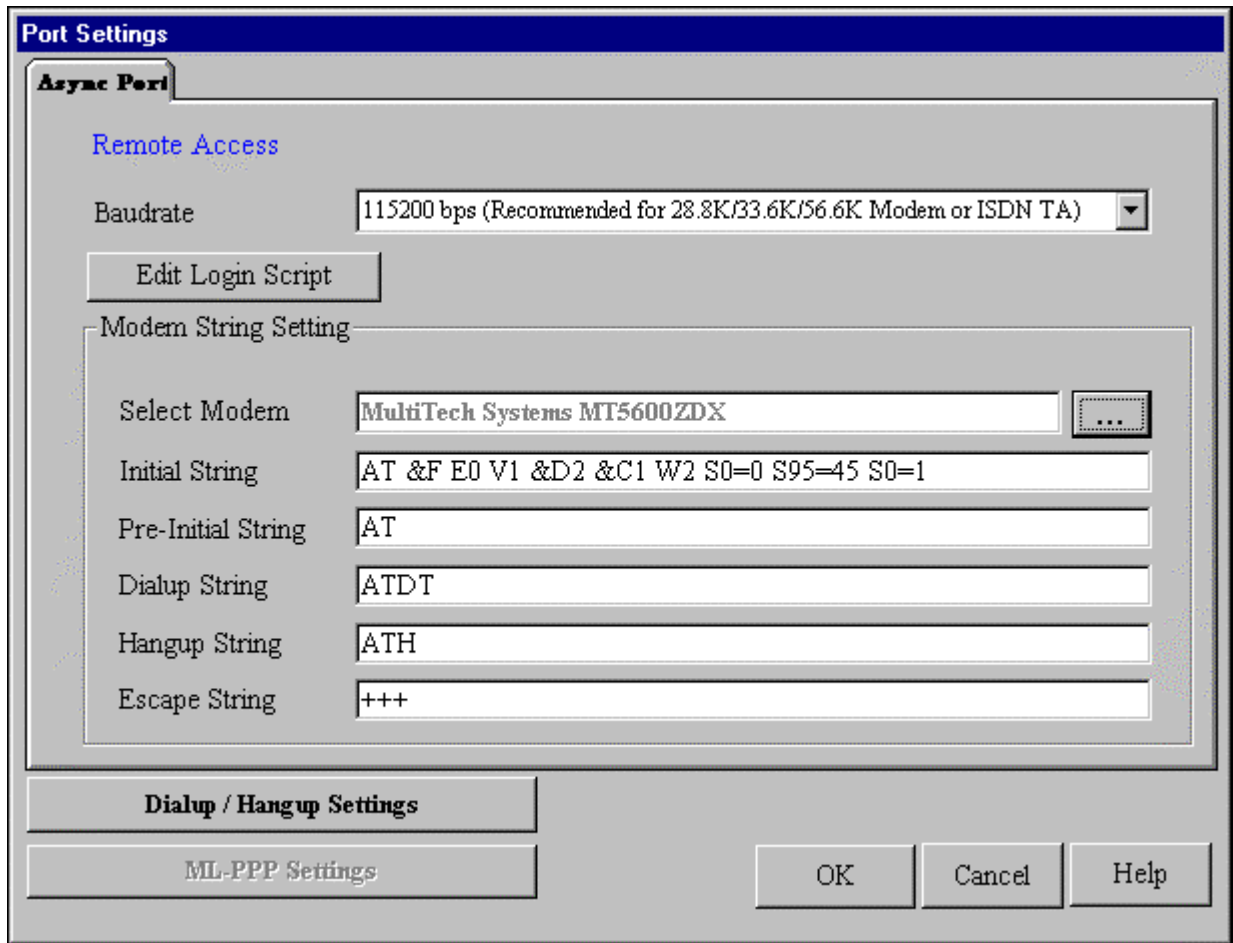 Port Settings
Async Port
Remote Access
Baudrate 115200 bps (Recommended for 28.8K/33.6K/56.6K Modem or ISDN TA)
Edit Login Script
Modem String Setting
Select Modem MultiTech Systems MT5600ZDX ...
Initial String AT &F E0 V1 &D2 &C1 W2 S0=0 S95=45 S0=1
Pre-Initial String AT
Dialup String ATDT
Hangup String ATH
Escape String +++
Dialup / Hangup Settings
ML-PPP Settings OK Cancel Help